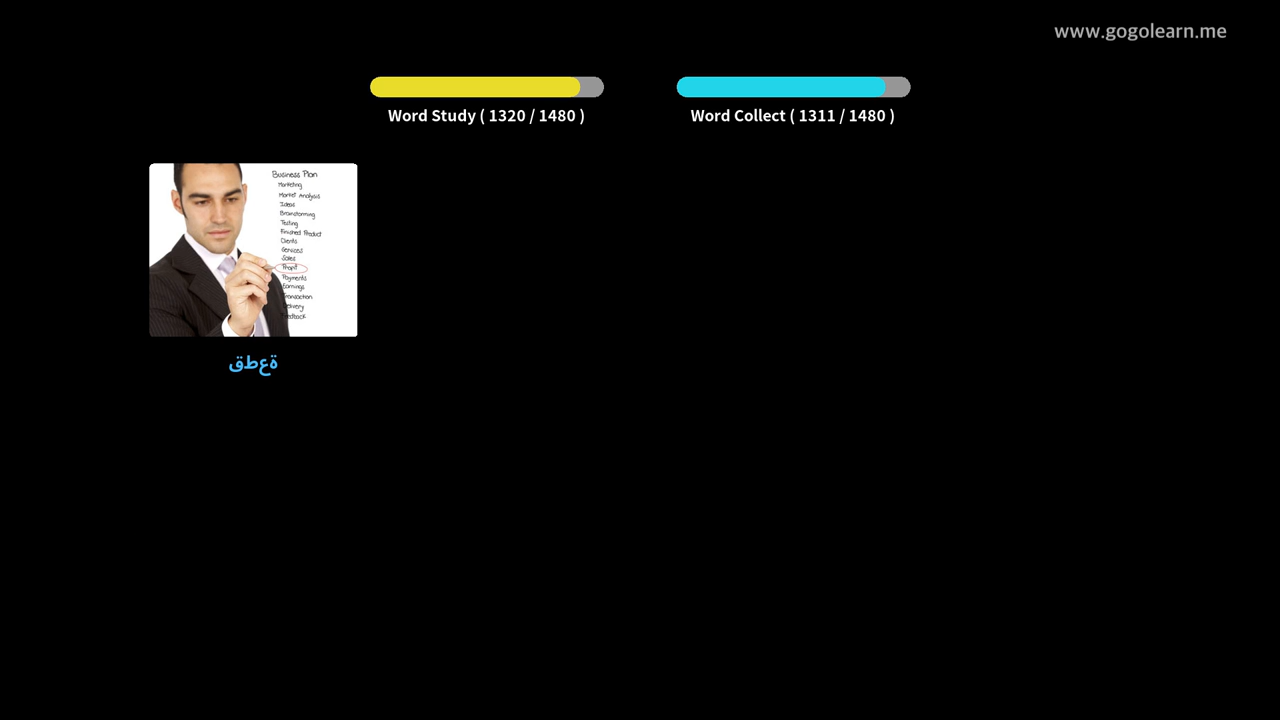 www.gogolearn.me
Word Study ( 1320 / 1480 )
Word Collect ( 1311 / 1480 )
Business Plan
Marketing
Market Analysis
Ideas
Brainstorming
Testing
Finished Product
Clients
Services
Sales
Profit
Payments
Earnings
Transaction
Delivery
Feedback
ةعطق